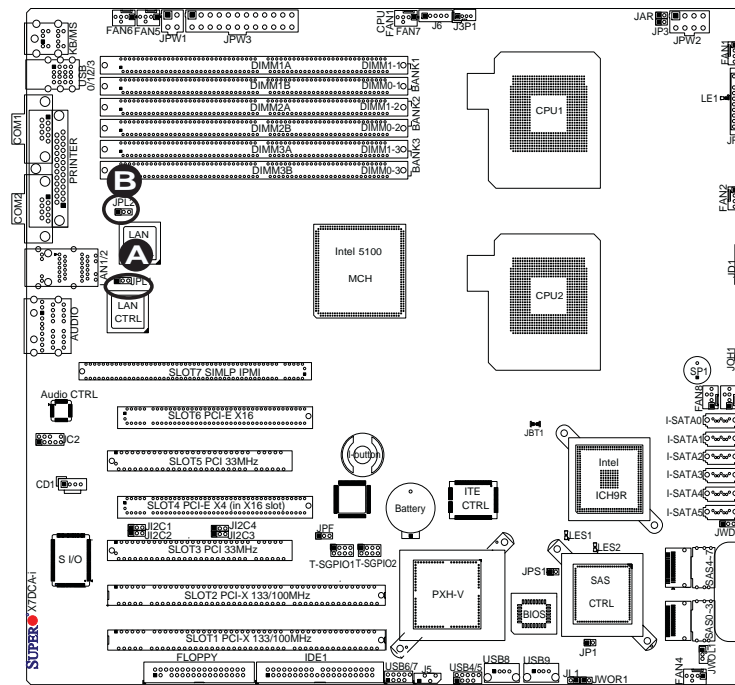 FAN6
FAN5
JPW1
JPW3
CPU
FAN1
FAN7
J6
J3P1
JAR
JP3
JPW2
KB/MS
USB
0/1/2/3
DIMM1A
DIMM1-1
BANK1
DIMM1B
DIMM0-1
DIMM2A
DIMM1-2
BANK2
DIMM2B
DIMM0-2
DIMM3A
DIMM1-3
BANK3
DIMM3B
DIMM0-3
CPU1
FAN1
LE1
COM1
PRINTER
COM2
B
JPL2
LAN
A
LAN1/2
JPL
LAN
CTRL
Intel 5100
MCH
CPU2
FAN2
JD1
JOH1
AUDIO
SLOT7 SIMLP IPMI
SP1
FAN8
Audio CTRL
SLOT6 PCI-E X16
IC2
SLOT5 PCI 33MHz
I-button
JBT1
I-SATA0
I-SATA1
I-SATA2
I-SATA3
I-SATA4
I-SATA5
Intel
ICH9R
CD1
SLOT4 PCI-E X4 (in X16 slot)
Battery
ITE
CTRL
JI2C1
JI2C2
JI2C4
JI2C3
JPF
JWD
S I/O
SLOT3 PCI 33MHz
T-SGPIO1
T-SGPIO2
LES1
LES2
SAS4-7
JPS1
SAS
CTRL
SLOT2 PCI-X 133/100MHz
PXH-V
BIOS
SAS0-3
SUPER X7DCA-i
SLOT1 PCI-X 133/100MHz
JP1
JWOL1
FLOPPY
IDE1
USB6/7
J5
USB4/5
USB8
USB9
JL1
JWOR1
FAN4